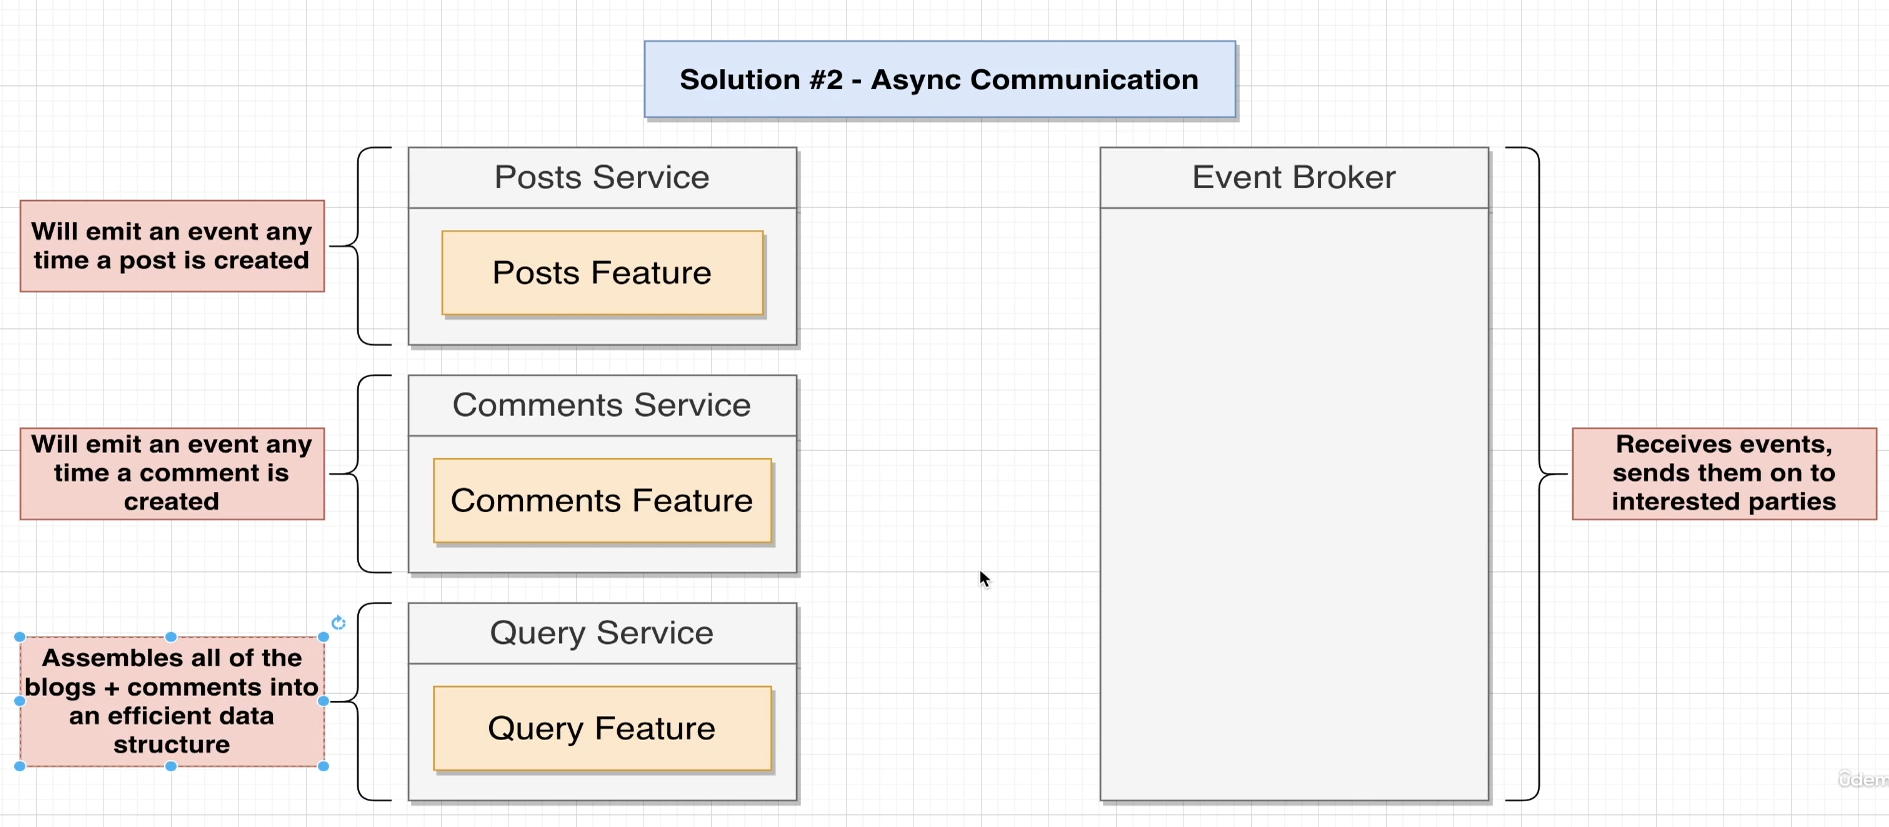 Solution #2 - Async Communication
Posts Service
Event Broker
Will emit an event any
time a post is created
Posts Feature
Comments Service
Will emit an event any
time a comment is
created
Comments Feature
Receives events,
sends them on to
interested parties
Query Service
Assembles all of the
blogs + comments into
an efficient data
structure
Query Feature
ûdem